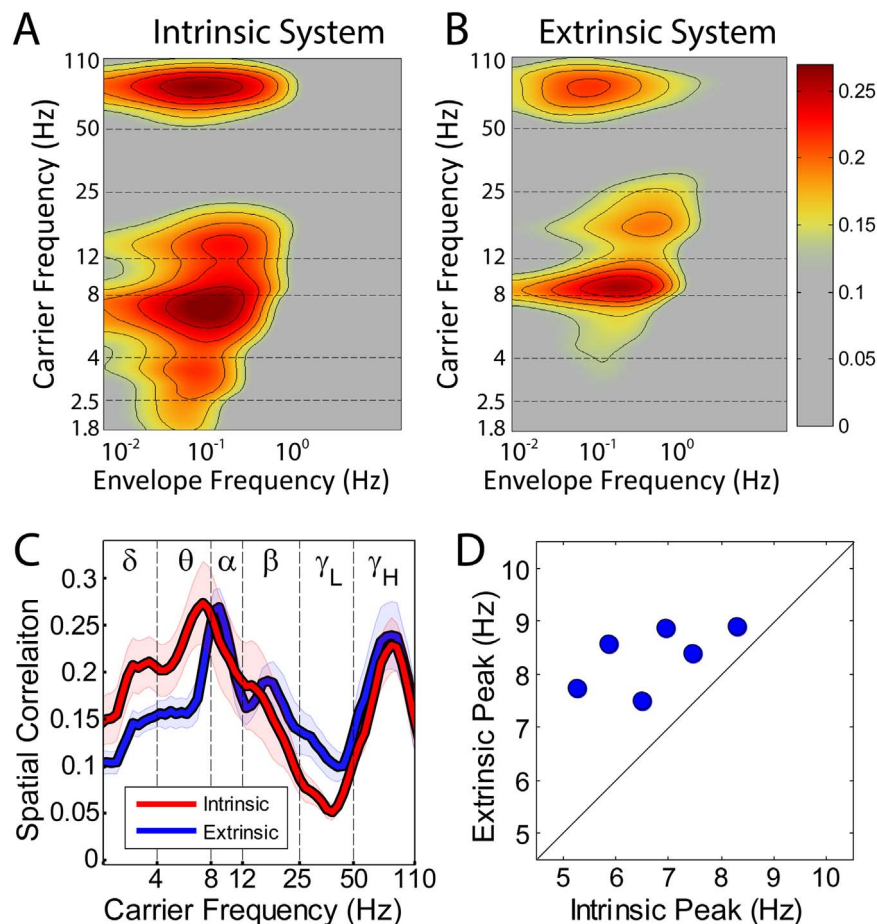 A Intrinsic System
B Extrinsic System
Carrier Frequency (Hz)
110
50
25
12
8
4
2.5
1.8
10⁻² 10⁻¹ 10⁰
Envelope Frequency (Hz)
Carrier Frequency (Hz)
110
50
25
12
8
4
2.5
1.8
10⁻² 10⁻¹ 10⁰
Envelope Frequency (Hz)
0.25
0.2
0.15
0.1
0.05
0
C
δ θ α β γL γH
Spatial Correlaiton
0.3
0.25
0.2
0.15
0.1
0.05
0
Intrinsic
Extrinsic
4 8 12 25 50 110
Carrier Frequency (Hz)
D
Extrinsic Peak (Hz)
10
9
8
7
6
5
5 6 7 8 9 10
Intrinsic Peak (Hz)